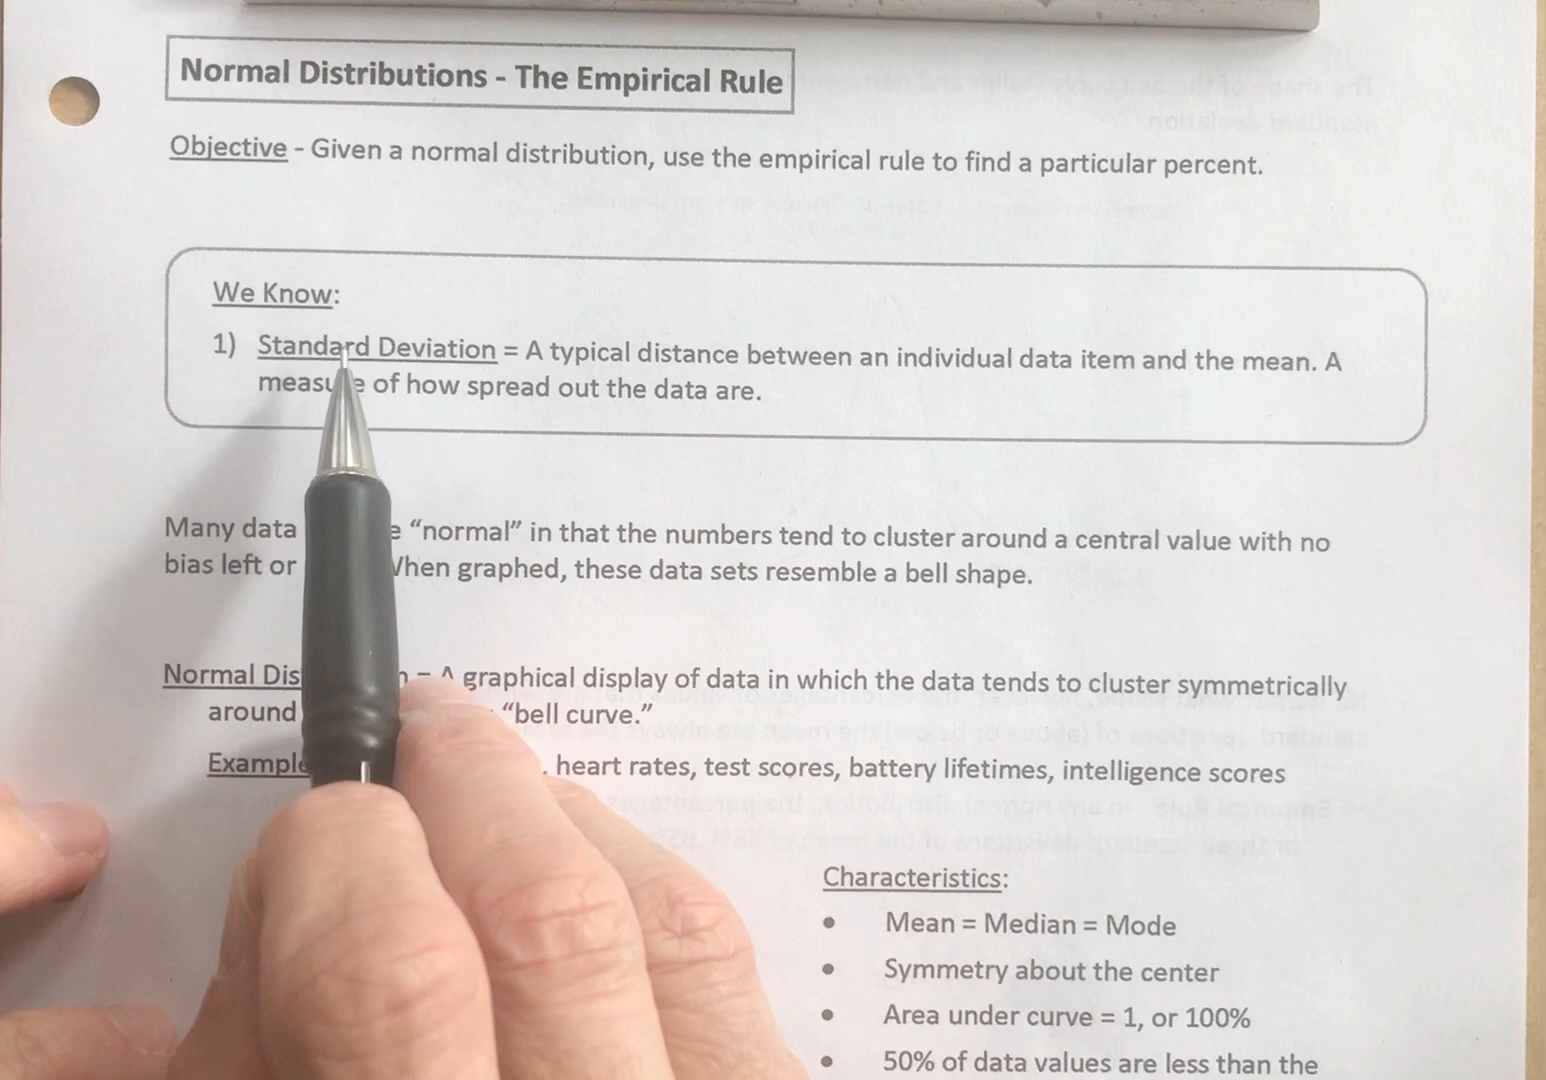 Normal Distributions - The Empirical Rule
Objective - Given a normal distribution, use the empirical rule to find a particular percent.
We Know:
1) Standard Deviation = A typical distance between an individual data item and the mean. A
of how spread out the data are.
Many data "normal" in that the numbers tend to cluster around a central value with no
bias left or graphed, these data sets resemble a bell shape.
Normal graphical display of data in which the data tends to cluster symmetrically
around "bell curve."
heart rates, test scores, battery lifetimes, intelligence scores
Characteristics:
• Mean = Median = Mode
• Symmetry about the center
• Area under curve = 1, or 100%
• 50% of data values are less than the